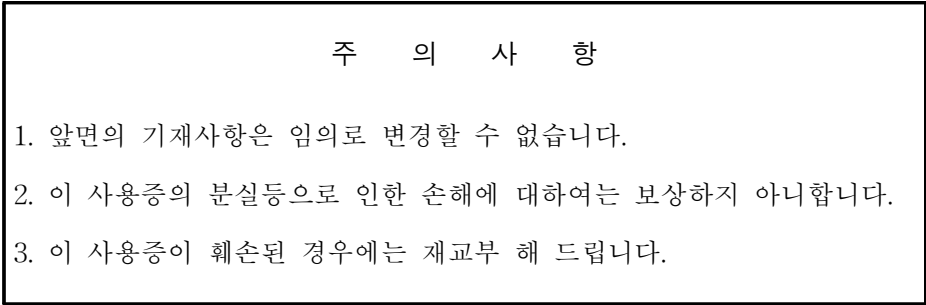 주 의 사 항
1. 앞면의 기재사항은 임의로 변경할 수 없습니다.
2. 이 사용증의 분실등으로 인한 손해에 대하여는 보상하지 아니합니다.
3. 이 사용증이 훼손된 경우에는 재교부 해 드립니다.